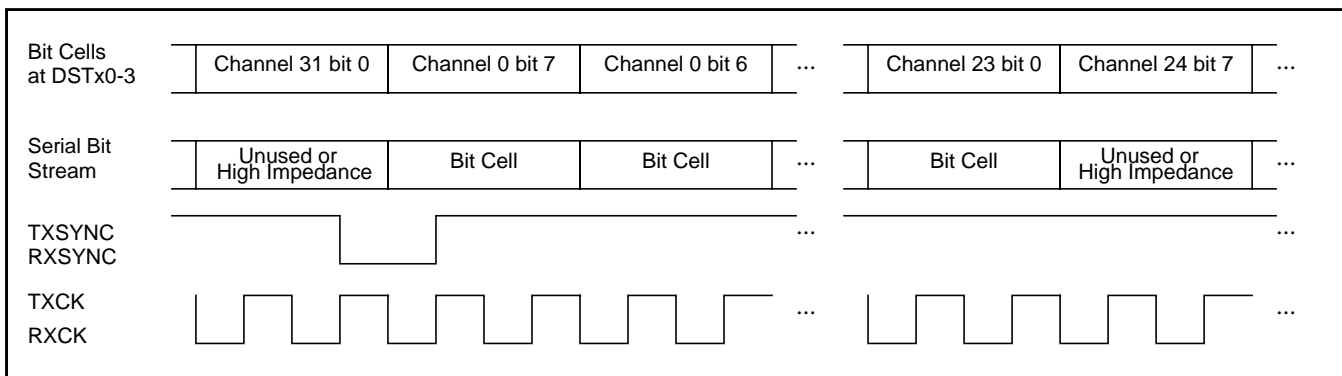 Bit Cells
at DSTx0-3
Channel 31 bit 0 Channel 0 bit 7 Channel 0 bit 6 ... Channel 23 bit 0 Channel 24 bit 7 ...
Serial Bit
Stream
Unused or
High Impedance
Bit Cell
Bit Cell
...
Bit Cell
Unused or
High Impedance
...
TXSYNC
RXSYNC
... ...
TXCK
RXCK
... ...